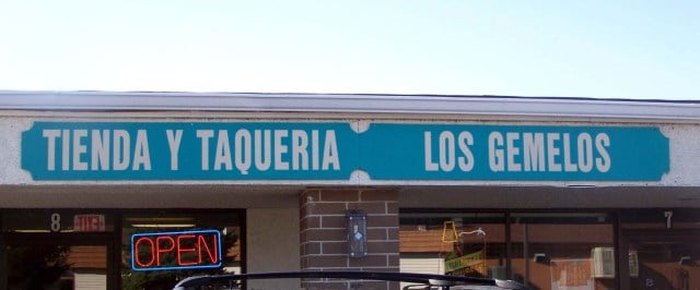 TIENDA Y TAQUERIA LOS GEMELOS
8
OPEN
7